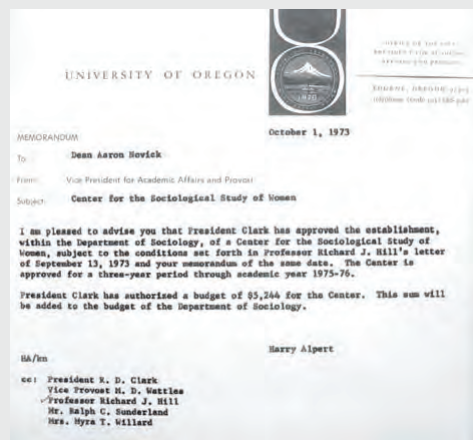 UNIVERSITY OF OREGON
EUGENE, OREGON
October 1, 1973
MEMORANDUM
To Dean Aaron Novick
From: Vice President for Academic Affairs and Provost
Subject: Center for the Sociological Study of Women
I am pleased to advise you that President Clark has approved the establishment,
within the Department of Sociology, of a Center for the Sociological Study of
Women, subject to the conditions set forth in Professor Richard J. Hill's letter
of September 13, 1973 and your memorandum of the same date. The Center is
approved for a three-year period through academic year 1975-76.
President Clark has authorized a budget of $5,244 for the Center. This sum will
be added to the budget of the Department of Sociology.
Harry Alpert
HA/km
cc: President R. D. Clark
Vice Provost M. D. Wattles
Professor Richard J. Hill
Mr. Ralph C. Sunderland
Mrs. Myra T. Willard